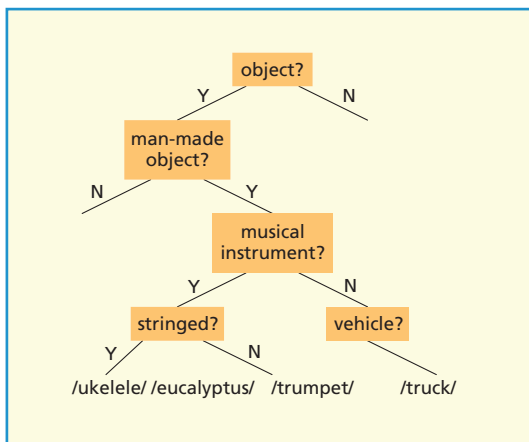 object?
Y
N
man-made
object?
N
Y
musical
instrument?
Y
N
stringed?
vehicle?
Y
N
/ukelele/ /eucalyptus/ /trumpet/ /truck/